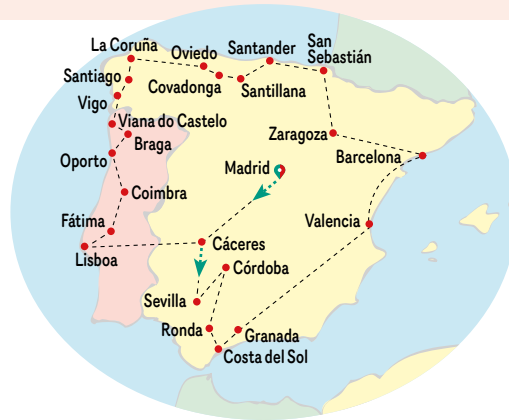 La Coruña
Oviedo
Santander
San
Sebastián
Santiago
Covadonga
Santillana
Vigo
Viana do Castelo
Braga
Zaragoza
Oporto
Madrid
Barcelona
Coimbra
Fátima
Valencia
Lisboa
Cáceres
Córdoba
Sevilla
Ronda
Granada
Costa del Sol